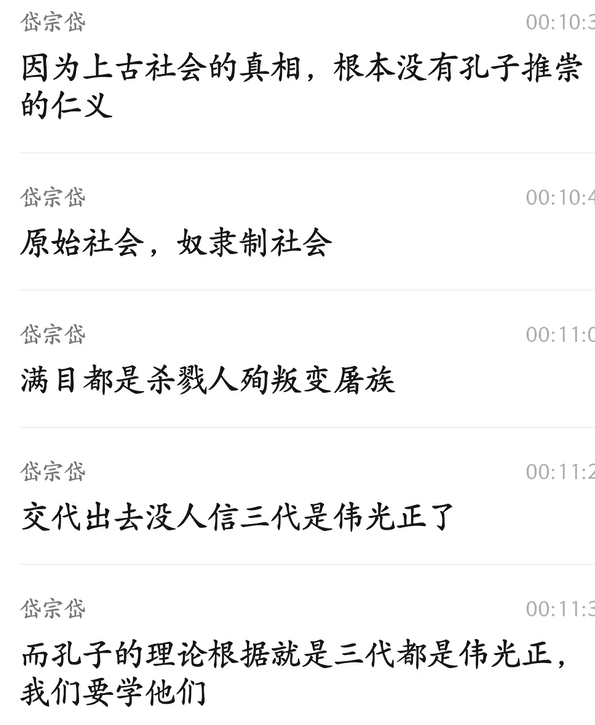 岱宗岱 00:10:3
因为上古社会的真相，根本没有孔子推崇
的仁义
岱宗岱 00:10:4
原始社会，奴隶制社会
岱宗岱 00:11:0
满目都是杀戮人殉叛变屠族
岱宗岱 00:11:2
交代出去没人信三代是伟光正了
岱宗岱 00:11:3
而孔子的理论根据就是三代都是伟光正，
我们要学他们